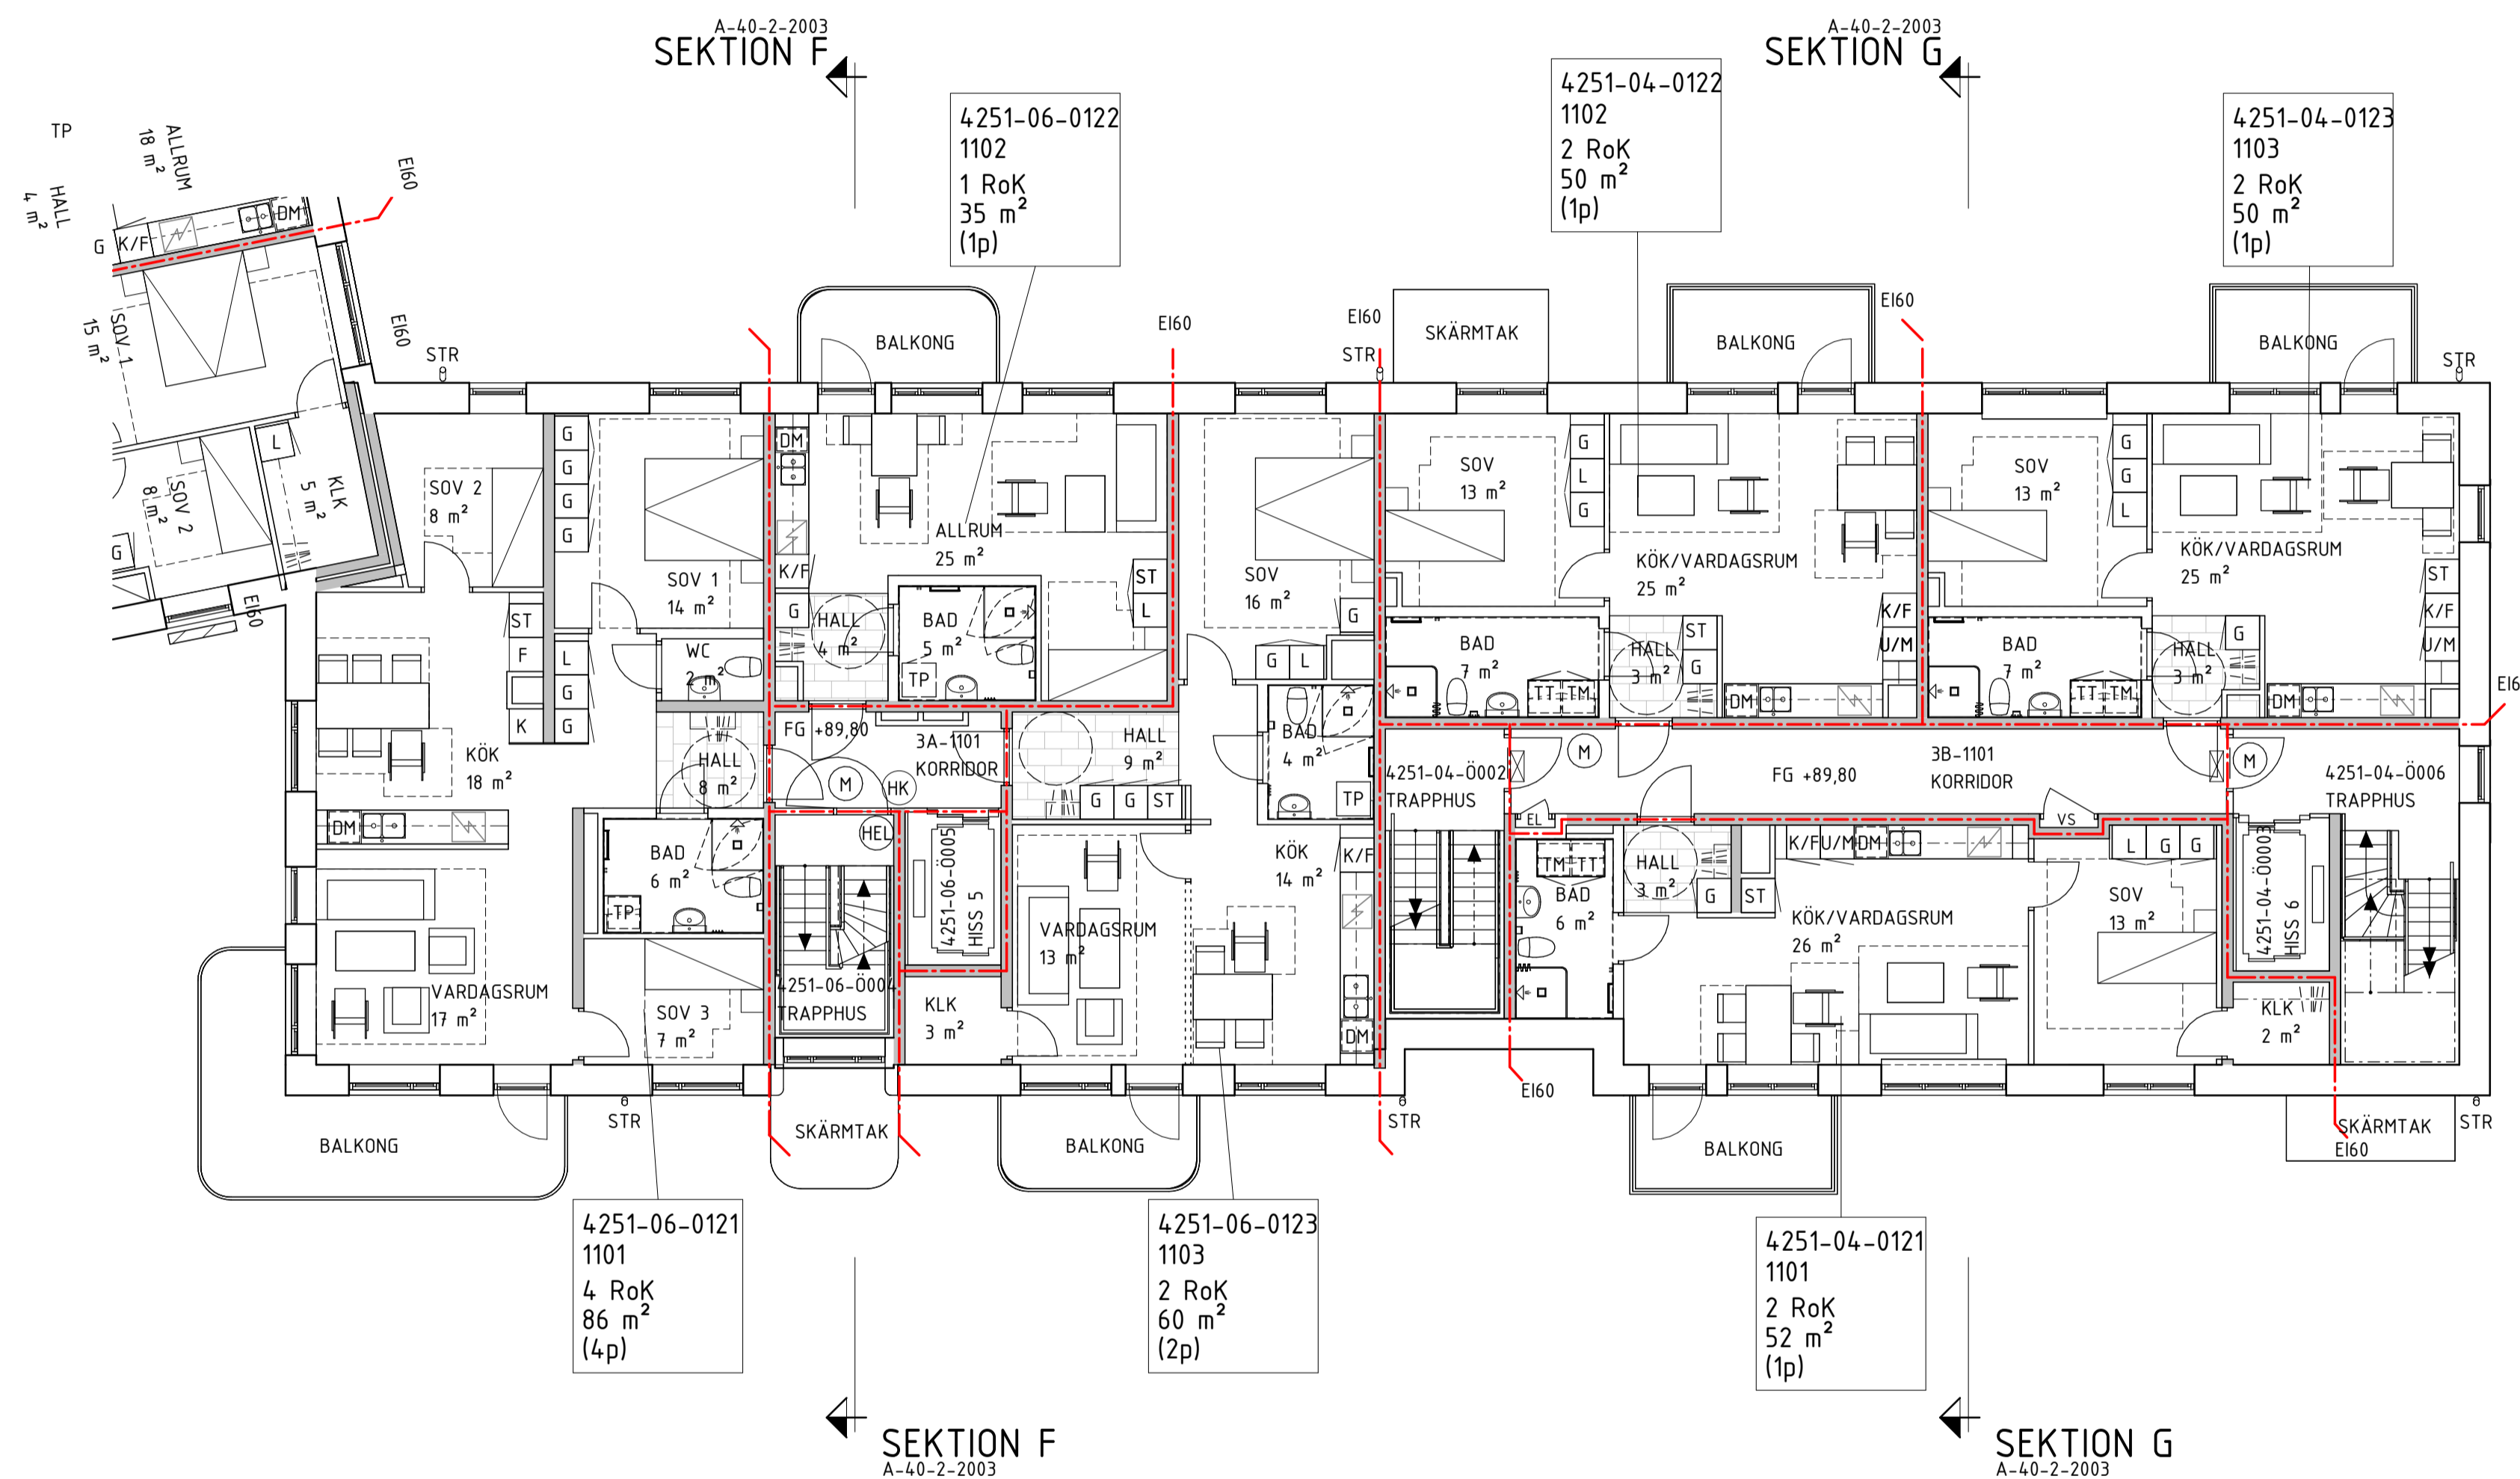 A-40-2-2003
SEKTION F
A-40-2-2003
SEKTION G
4251-06-0122
1102
1 RoK
35 m²
(1p)
4251-04-0122
1102
2 RoK
50 m²
(1p)
4251-04-0123
1103
2 RoK
50 m²
(1p)
TP
ALLRUM
18 m²
HALL
4 m²
EI60
G
K/F
DM
SOV 1
15 m²
EI60
STR
BALKONG
EI60
EI60
STR
SKÄRMTAK
BALKONG
EI60
BALKONG
STR
L
KLK
5 m²
SOV 2
8 m²
G
EI60
SOV 2
8 m²
G
G
G
G
SOV 1
14 m²
DM
K/F
G
ALLRUM
25 m²
HALL
4 m²
BAD
5 m²
TP
ST
L
SOV
16 m²
G
G
L
SOV
13 m²
G
L
G
KÖK/VARDAGSRUM
25 m²
K/F
U/M
BAD
7 m²
TT
TM
HALL
3 m²
ST
G
DM
SOV
13 m²
G
G
L
KÖK/VARDAGSRUM
25 m²
ST
K/F
U/M
BAD
7 m²
TT
TM
HALL
3 m²
G
DM
EI6
ST
F
K
L
G
G
WC
2 m²
KÖK
18 m²
DM
HALL
8 m²
FG +89,80
3A-1101
KORRIDOR
M
HK
HEL
HALL
9 m²
G
G
ST
BAD
4 m²
TP
4251-04-Ö002
TRAPPHUS
M
FG +89,80
3B-1101
KORRIDOR
M
4251-04-Ö006
TRAPPHUS
EL
VS
BAD
6 m²
TP
4251-06-Ö005
HISS 5
KÖK
14 m²
K/F
DM
TM
TT
BAD
6 m²
HALL
3 m²
G
ST
K/F
U/M
DM
KÖK/VARDAGSRUM
26 m²
L
G
G
SOV
13 m²
4251-04-Ö0003
HISS 6
VARDAGSRUM
17 m²
SOV 3
7 m²
4251-06-Ö004
TRAPPHUS
KLK
3 m²
VARDAGSRUM
13 m²
KLK
2 m²
BALKONG
STR
SKÄRMTAK
BALKONG
STR
EI60
BALKONG
SKÄRMTAK
EI60
STR
4251-06-0121
1101
4 RoK
86 m²
(4p)
4251-06-0123
1103
2 RoK
60 m²
(2p)
4251-04-0121
1101
2 RoK
52 m²
(1p)
SEKTION F
A-40-2-2003
SEKTION G
A-40-2-2003